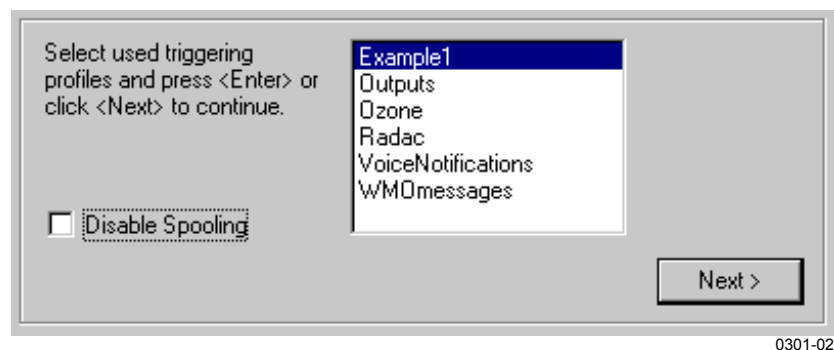 Select used triggering
profiles and press <Enter> or
click <Next> to continue.
Example1
Outputs
Ozone
Radac
VoiceNotifications
WMOmessages
Disable Spooling
Next >
0301-02